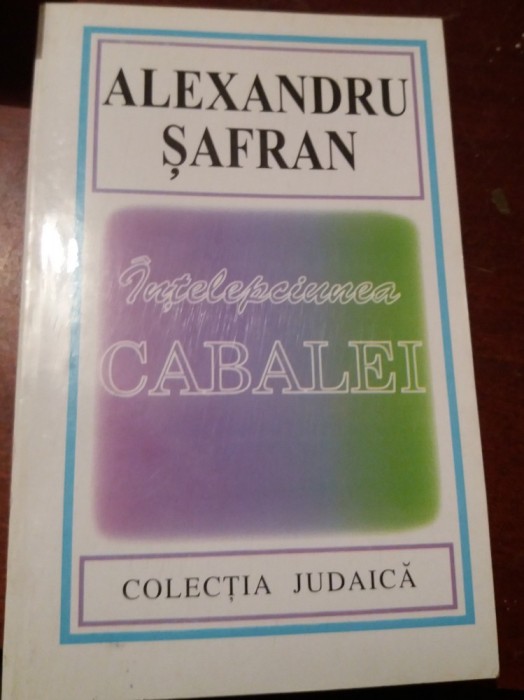 ALEXANDRU
ȘAFRAN
Înțelepciunea
CABALEI
COLECȚIA JUDAICĂ